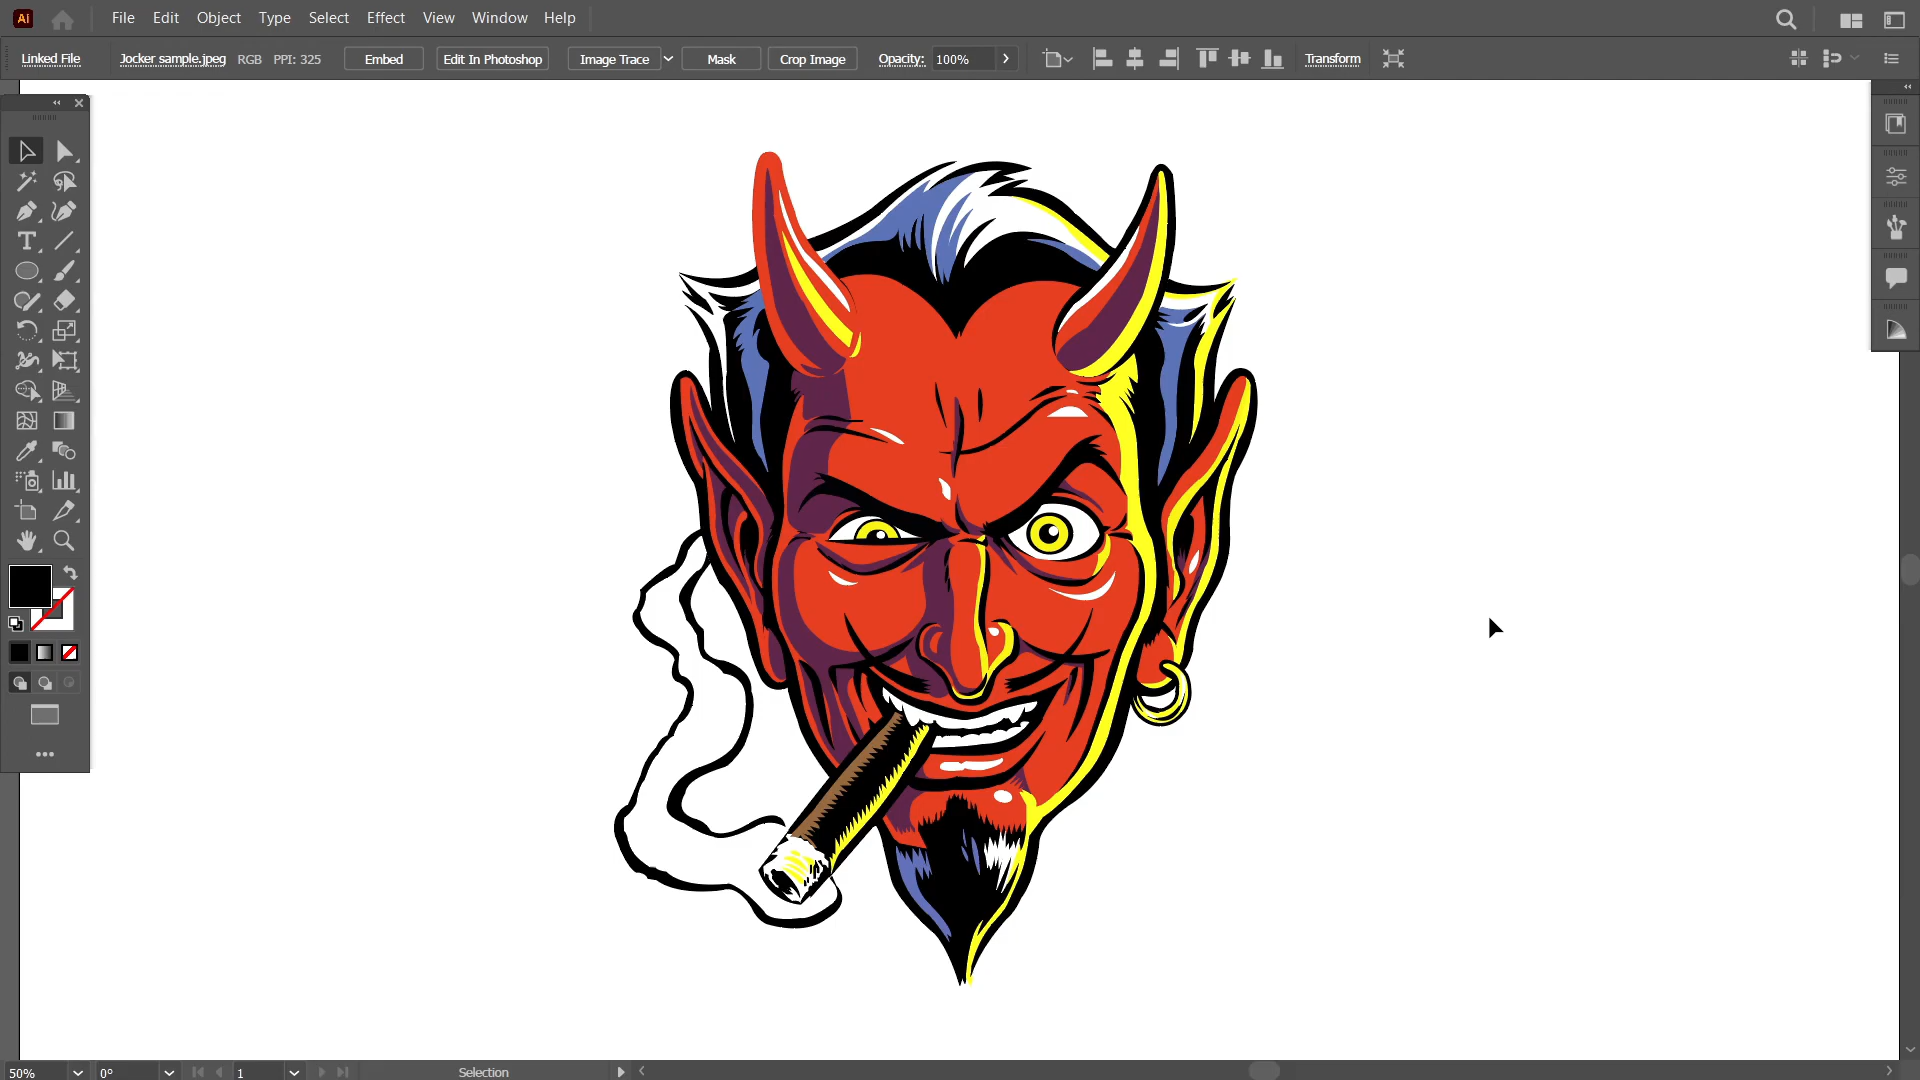 Ai File Edit Object Type Select Effect View Window Help
Linked File Jocker sample.jpeg RGB PPI: 325 Embed Edit In Photoshop Image Trace Mask Crop Image Opacity: 100% Transform
50% 0° 1 Selection